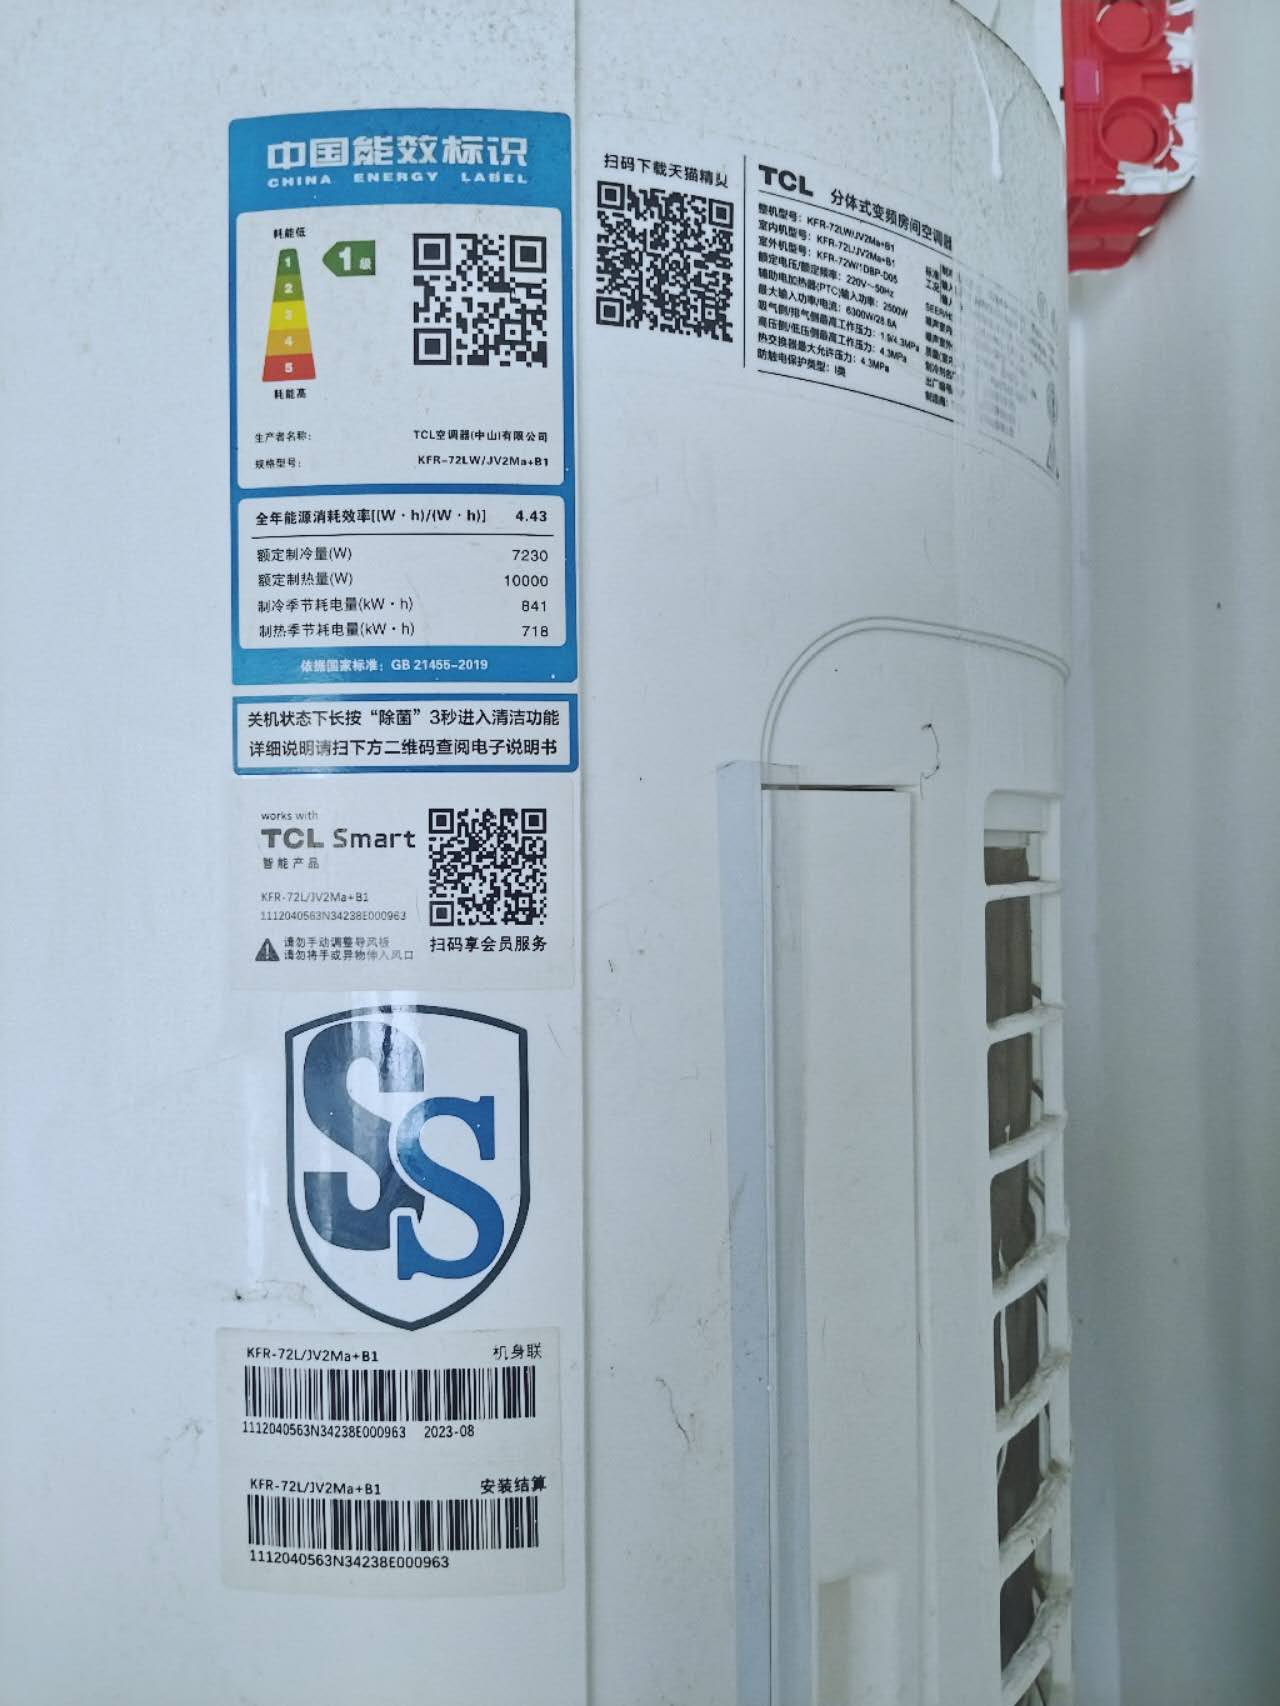 中国能效标识
CHINA ENERGY LABEL
耗能低
1
2
3
4
5
1级
耗能高
生产者名称: TCL空调器(中山)有限公司
规格型号: KFR-72LW/JV2Ma+B1
全年能源消耗效率[(W·h)/(W·h)] 4.43
额定制冷量(W) 7230
额定制热量(W) 10000
制冷季节耗电量(kW·h) 841
制热季节耗电量(kW·h) 718
依据国家标准: GB 21455-2019
关机状态下长按“除菌”3秒进入清洁功能
详细说明请扫下方二维码查阅电子说明书
works with
TCL Smart
智能产品
KFR-72L/JV2Ma+B1
1112040563N34238E000963
请勿手动调整导风板
请勿将手或异物伸入风口
扫码享会员服务
SS
KFR-72L/JV2Ma+B1 机身联
1112040563N34238E000963 2023-08
KFR-72L/JV2Ma+B1 安装结算
1112040563N34238E000963
扫码下载天猫精灵
TCL 分体式变频房间空调器
整机型号: KFR-72LW/JV2Ma+B1
室内机型号: KFR-72L/JV2Ma+B1
室外机型号: KFR-72W/1DBP-D05
额定电压/额定频率: 220V~50Hz
辅助电加热器(PTC)输入功率: 2500W
最大输入功率/电流: 6300W/28.6A
吸气侧/排气侧最高工作压力: 1.9/4.3MPa
高压侧/低压侧最高工作压力: 4.3MPa
热交换器最大允许压力: 4.3MPa
防触电保护类型: I类